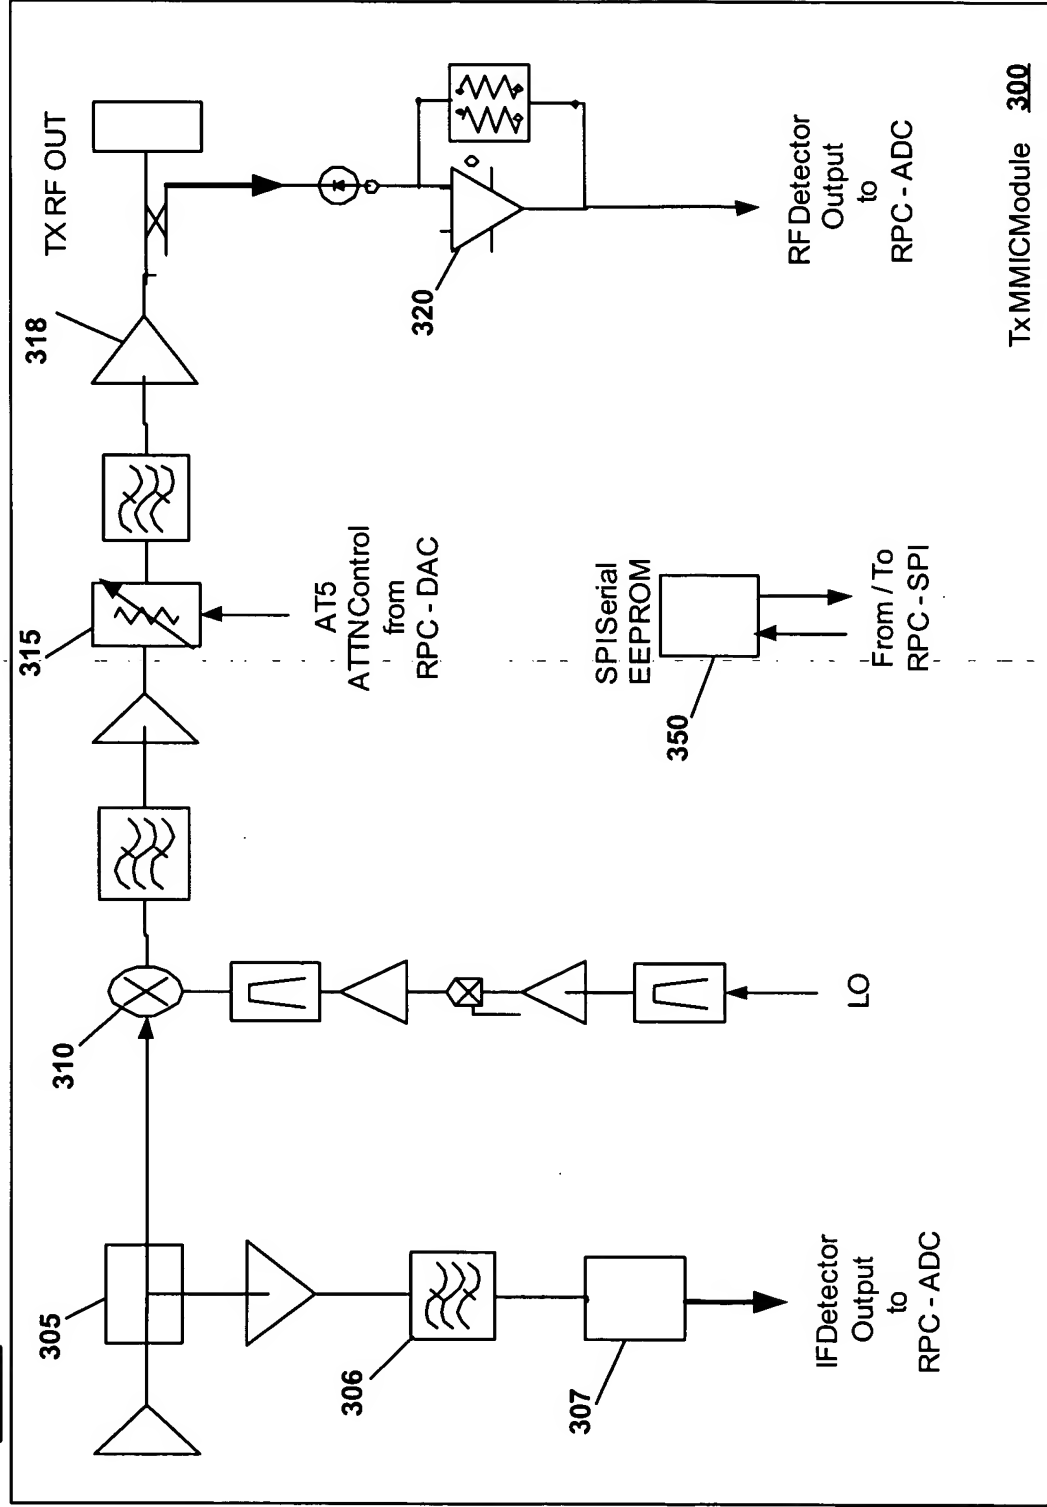 TX RF OUT
318
315
310
305
320
AT5
ATTN Control
from
RPC - DAC
306
307
350
SPI Serial
EEPROM
LO
RF Detector
Output
to
RPC - ADC
From / To
RPC - SPI
IF Detector
Output
to
RPC - ADC
Tx MMIC Module 300